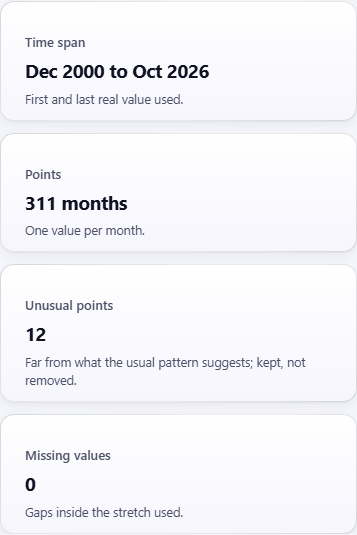 Time span
Dec 2000 to Oct 2026
First and last real value used.
Points
311 months
One value per month.
Unusual points
12
Far from what the usual pattern suggests; kept, not
removed.
Missing values
0
Gaps inside the stretch used.